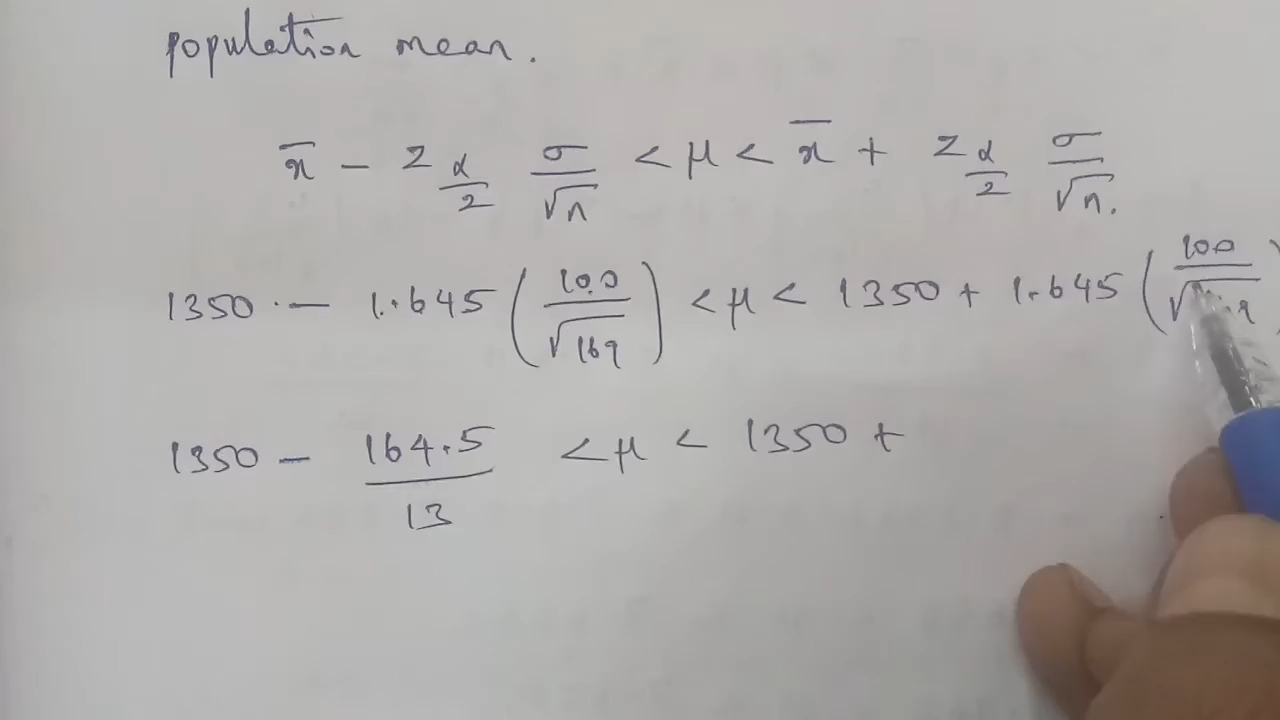 population mean.
x̄ - z α/2 σ/√n < μ < x̄ + z α/2 σ/√n.
1350 - 1.645 (100/√169) < μ < 1350 + 1.645 (100/√
1350 - 164.5/13 < μ < 1350 +